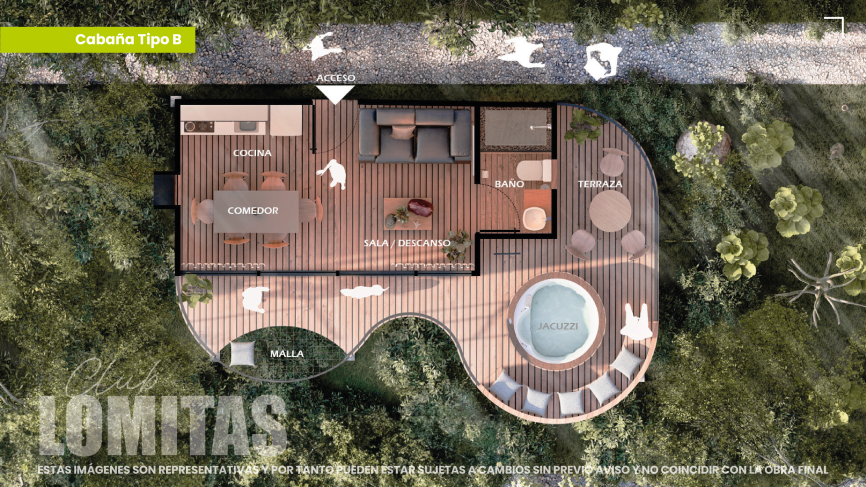 Cabaña Tipo B
ACCESO
COCINA
BAÑO
TERRAZA
COMEDOR
SALA / DESCANSO
JACUZZI
MALLA
Club
LOMITAS
ESTAS IMÁGENES SON REPRESENTATIVAS Y POR TANTO PUEDEN ESTAR SUJETAS A CAMBIOS SIN PREVIO AVISO Y NO COINCIDIR CON LA OBRA FINAL